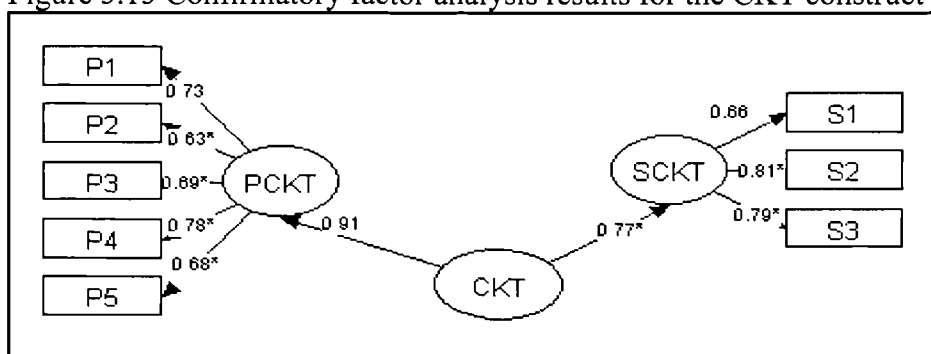 Figure 5.15 Confirmatory factor analysis results for the CKT construct
P1
0.73
P2
0.63*
P3
0.69*
PCKT
P4
0.78*
P5
0.68*
0.91
CKT
0.77*
SCKT
0.66
S1
0.81*
S2
0.79*
S3